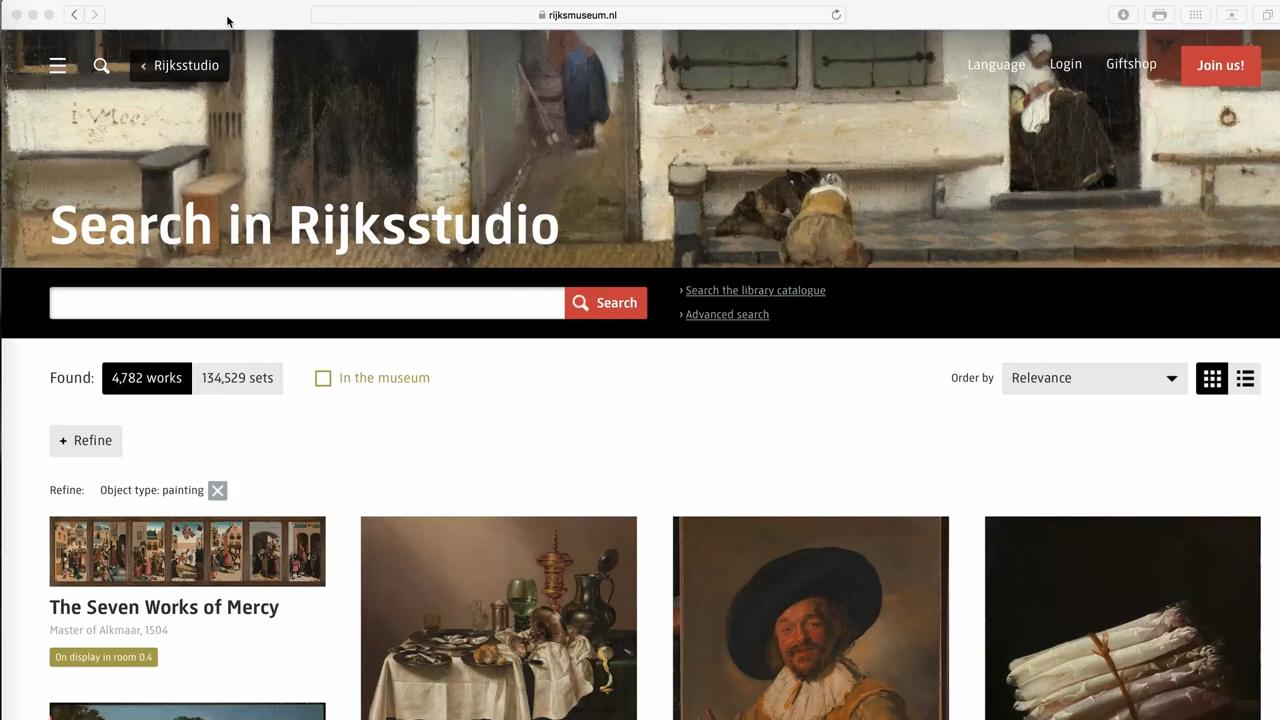 rijksmuseum.nl
‹ Rijksstudio
Language Login Giftshop Join us!
Search in Rijksstudio
Search
› Search the library catalogue
› Advanced search
Found: 4,782 works 134,529 sets In the museum Order by Relevance
+ Refine
Refine: Object type: painting
The Seven Works of Mercy
Master of Alkmaar, 1504
On display in room 0.4